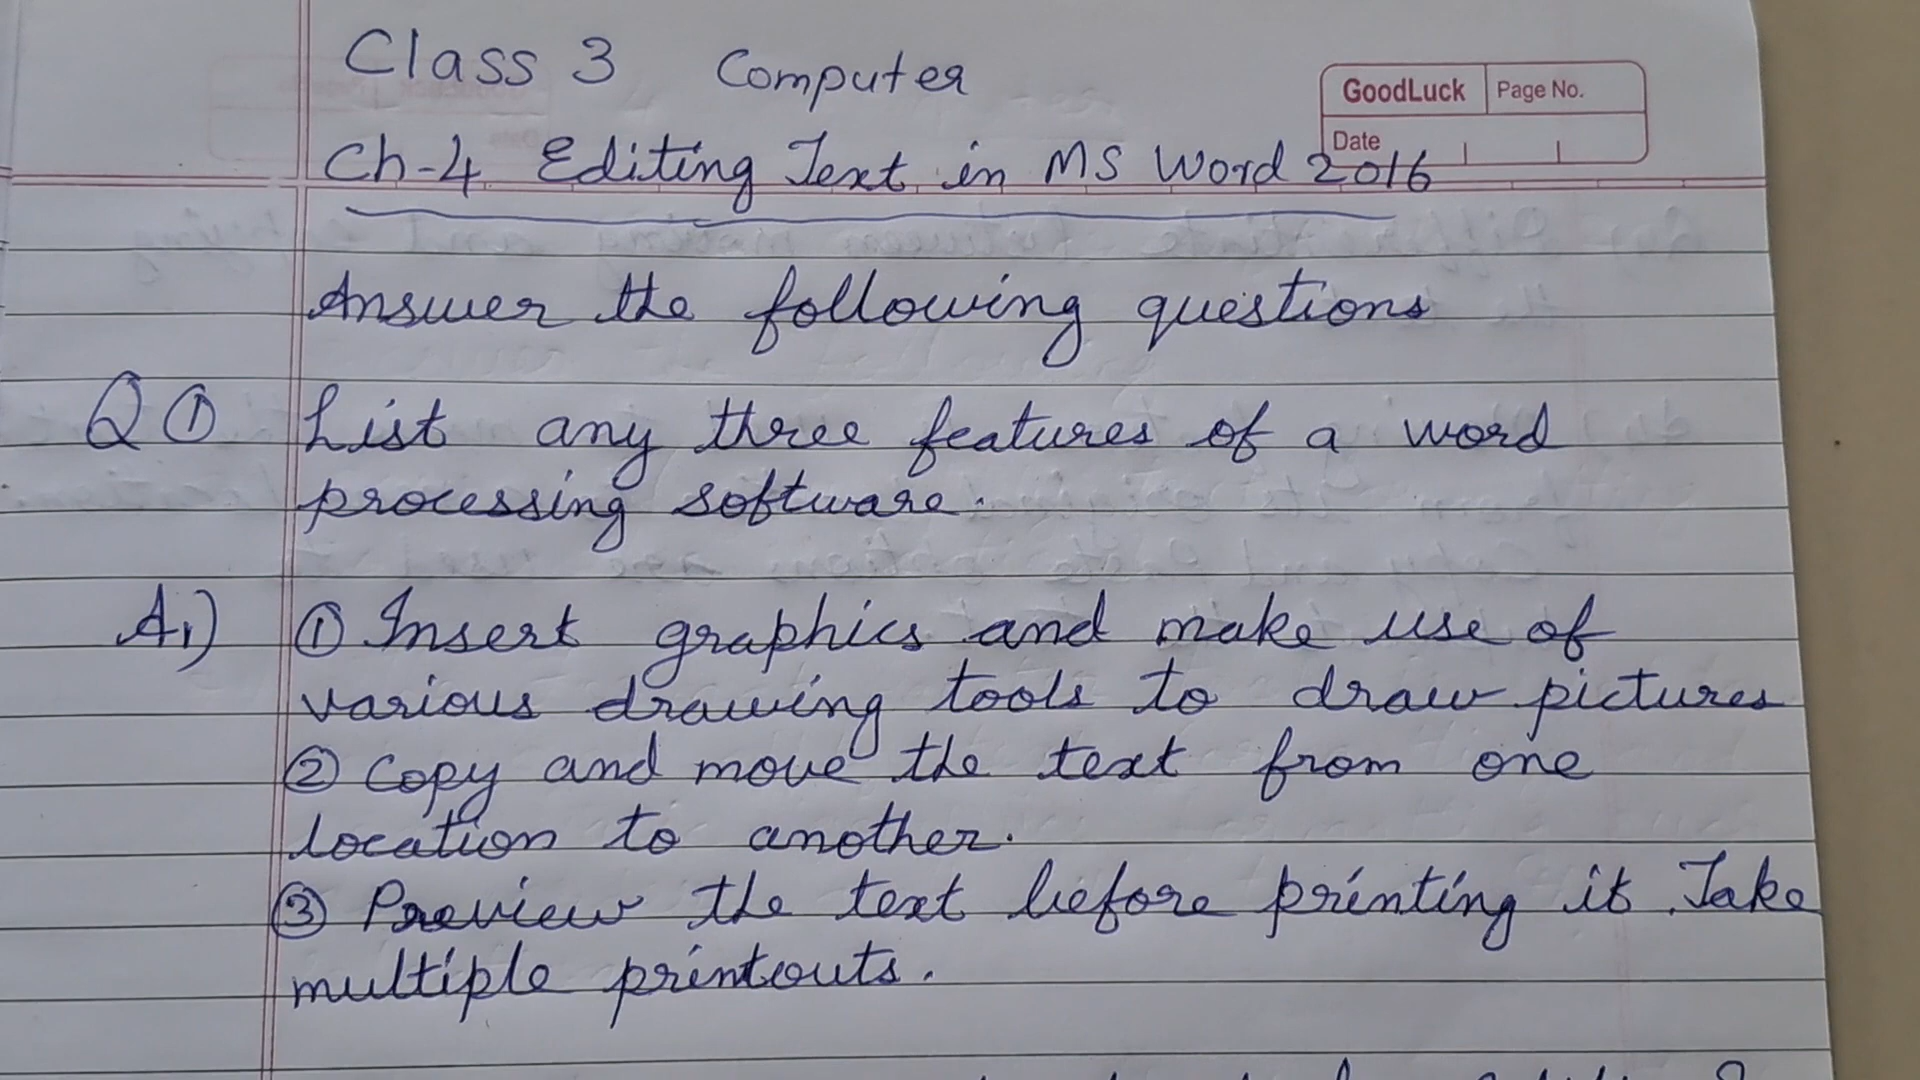 Class 3 Computer
GoodLuck Page No.
Date
Ch-4 Editing Text in MS Word 2016
Answer the following questions
Q① List any three features of a word
processing software.
A1) ① Insert graphics and make use of
various drawing tools to draw pictures
② Copy and move the text from one
location to another.
③ Preview the text before printing it. Take
multiple printouts.